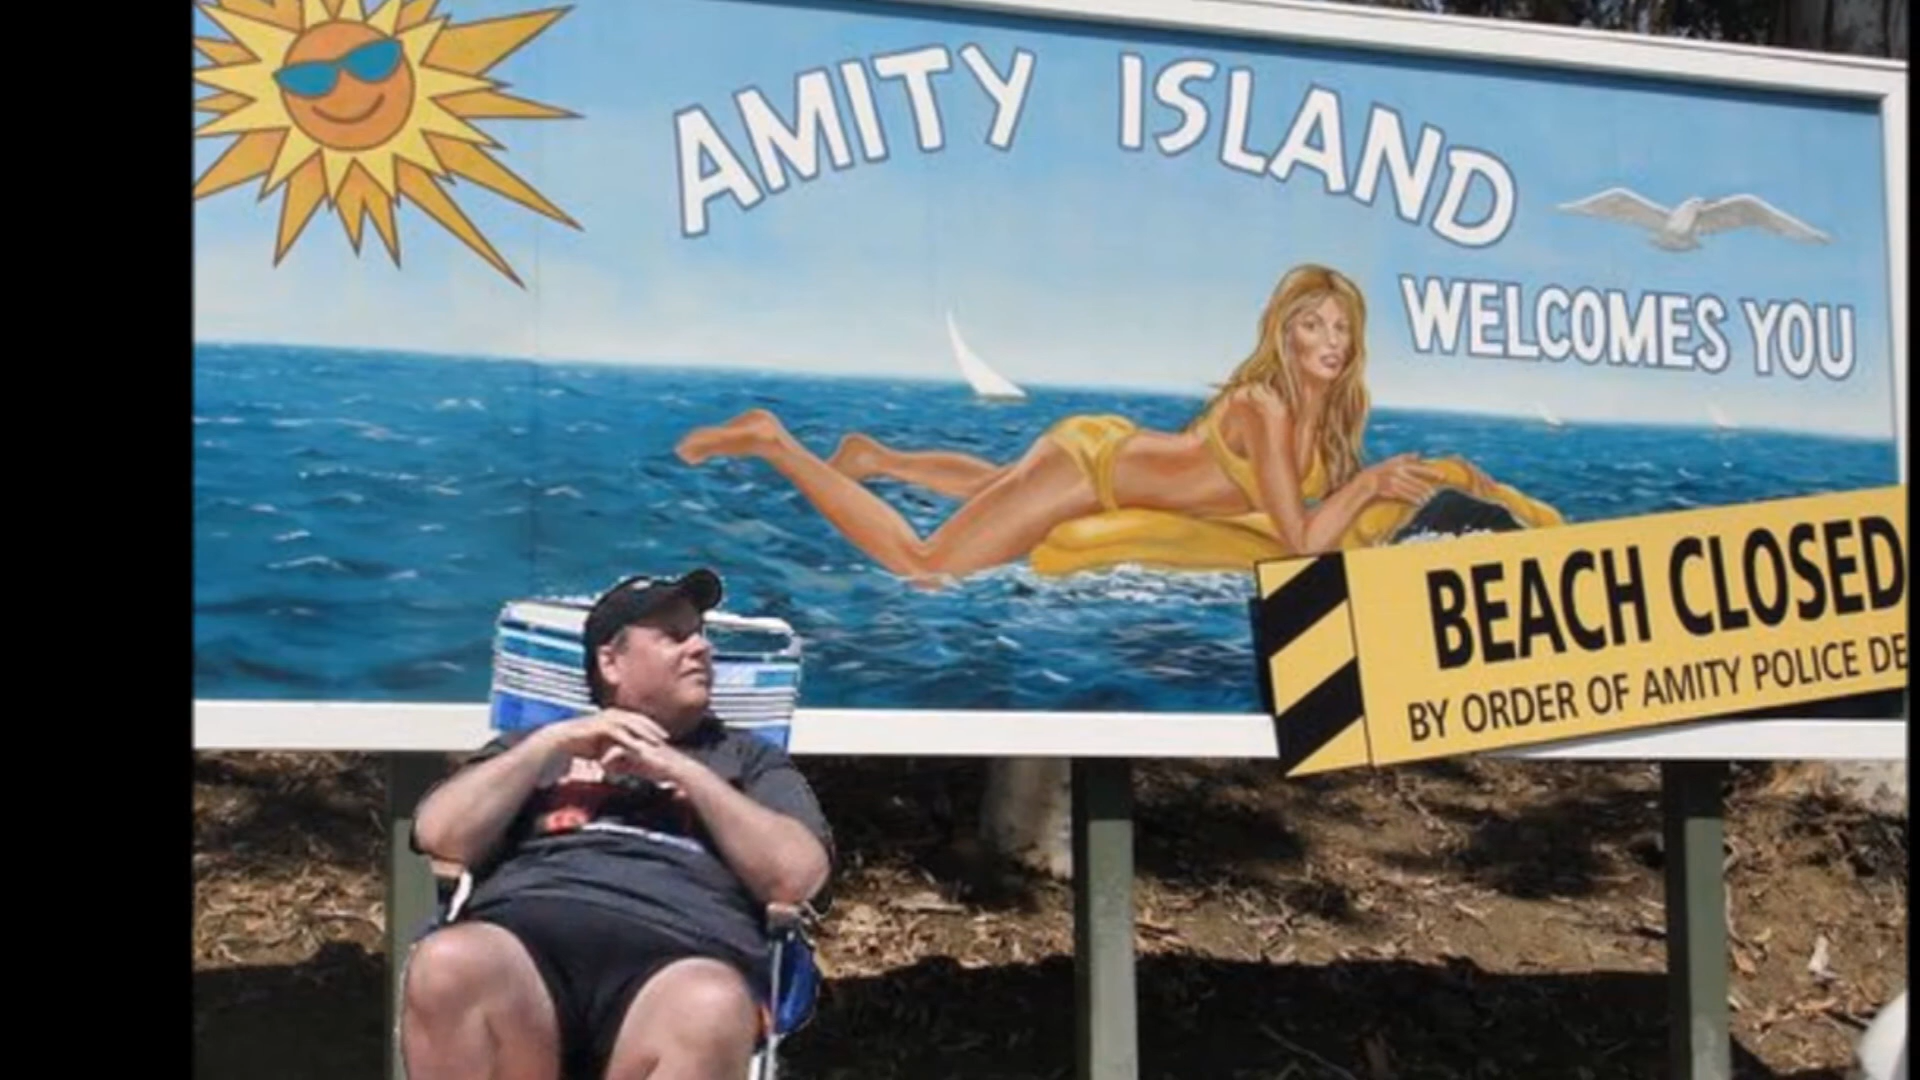 AMITY ISLAND
WELCOMES YOU
BEACH CLOSED
BY ORDER OF AMITY POLICE DE